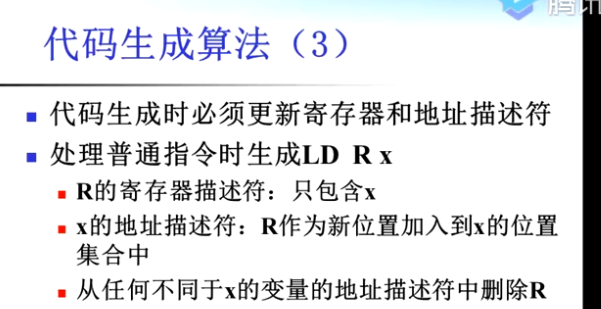 腾讯
代码生成算法（3）
代码生成时必须更新寄存器和地址描述符
处理普通指令时生成LD R x
R的寄存器描述符：只包含x
x的地址描述符：R作为新位置加入到x的位置
集合中
从任何不同于x的变量的地址描述符中删除R